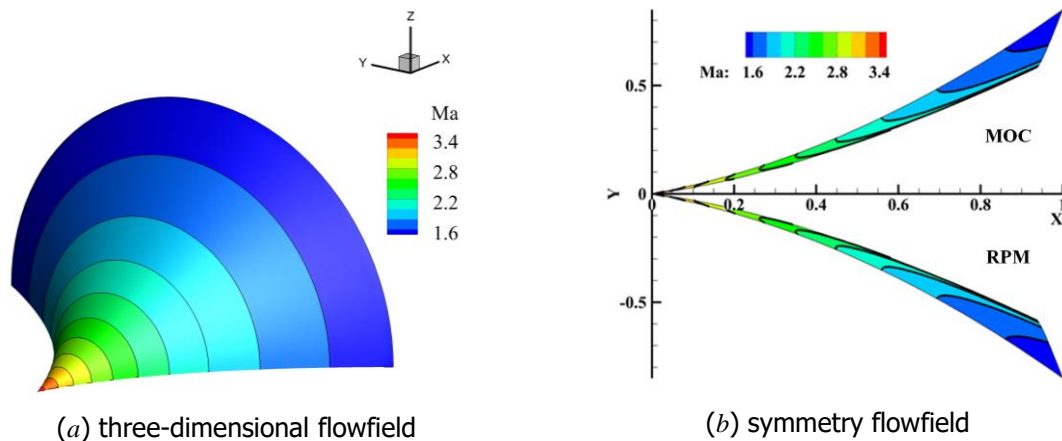 Z
Y
X
Ma
3.4
2.8
2.2
1.6
(a) three-dimensional flowfield
Ma: 1.6 2.2 2.8 3.4
0.5
MOC
Y
0
0 0.2 0.4 0.6 0.8 1
X
RPM
-0.5
(b) symmetry flowfield